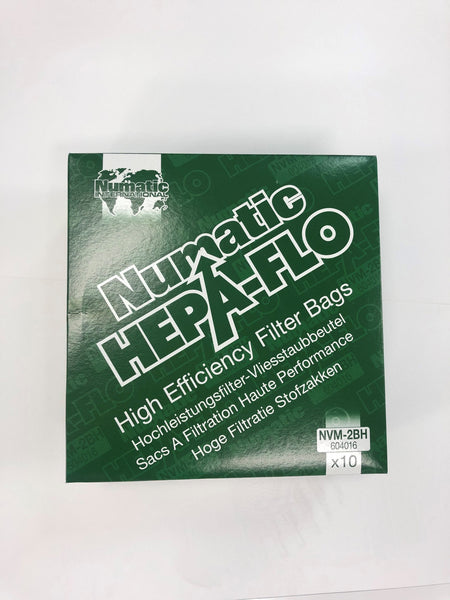 Numatic
INTERNATIONAL
Numatic
HEPA-FLO
High Efficiency Filter Bags
Hochleistungsfilter-Vliesstaubbeutel
Sacs A Filtration Haute Performance
Hoge Filtratie Stofzakken
NVM-2BH
604016
x10